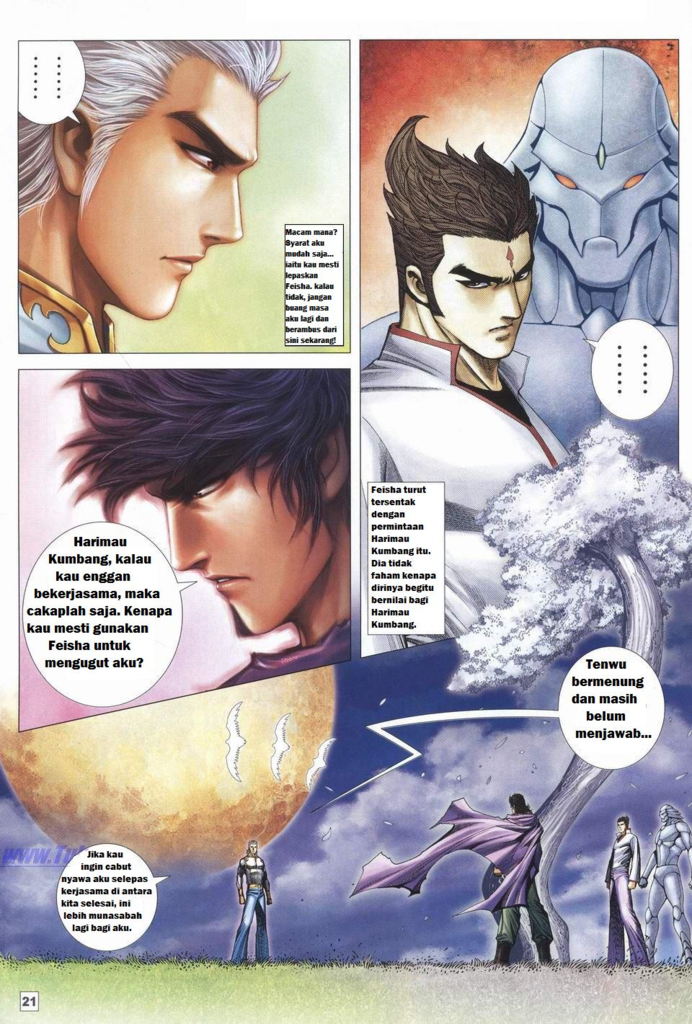 Macam mana?
Syarat aku
mudah saja...
iaitu kau mesti
lepaskan
Feisha. kalau
tidak, jangan
buang masa
aku lagi dan
berambus dari
sini sekarang!
Feisha turut
tersentak
dengan
permintaan
Harimau
Kumbang itu.
Dia tidak
faham kenapa
dirinya begitu
bernilai bagi
Harimau
Kumbang.
Harimau
Kumbang, kalau
kau enggan
bekerjasama, maka
cakaplah saja. Kenapa
kau mesti gunakan
Feisha untuk
mengugut aku?
Tenwu
bermenung
dan masih
belum
menjawab...
Jika kau
ingin cabut
nyawa aku selepas
kerjasama di antara
kita selesai, ini
lebih munasabah
lagi bagi aku.
21